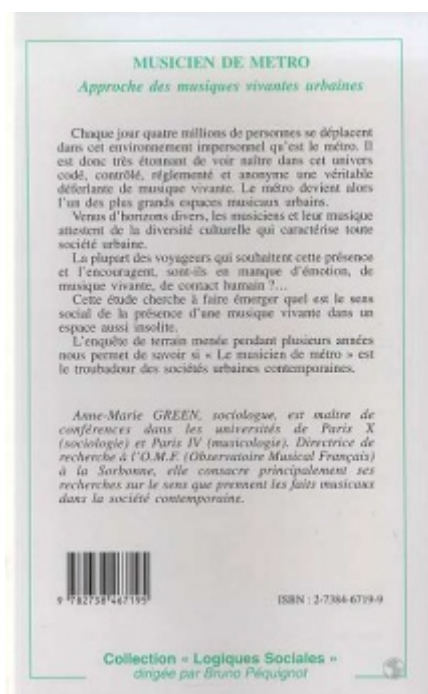 MUSICIEN DE METRO
Approche des musiques vivantes urbaines
Chaque jour quatre millions de personnes se déplacent
dans cet environnement impersonnel qu'est le métro. Il
est donc très étonnant de voir naître dans cet univers
codé, contrôlé, réglementé et anonyme une véritable
déferlante de musique vivante. Le métro devient alors
l'un des plus grands espaces musicaux urbains.
Venus d'horizons divers, les musiciens et leur musique
attestent de la diversité culturelle qui caractérise toute
société urbaine.
La plupart des voyageurs qui souhaitent cette présence
et l'encouragent, sont-ils en manque d'émotion, de
musique vivante, de contact humain ?...
Cette étude cherche à faire émerger quel est le sens
social de la présence d'une musique vivante dans un
espace aussi insolite.
L'enquête de terrain menée pendant plusieurs années
nous permet de savoir si « Le musicien de métro » est
le troubadour des sociétés urbaines contemporaines.
Anne-Marie GREEN, sociologue, est maître de
conférences dans les universités de Paris X
(sociologie) et Paris IV (musicologie). Directrice de
recherche à l'O.M.F. (Observatoire Musical Français)
à la Sorbonne, elle consacre principalement ses
recherches sur le sens que prennent les faits musicaux
dans la société contemporaine.
9 782738 467195
ISBN : 2-7384-6719-9
Collection « Logiques Sociales »
dirigée par Bruno Péquignot